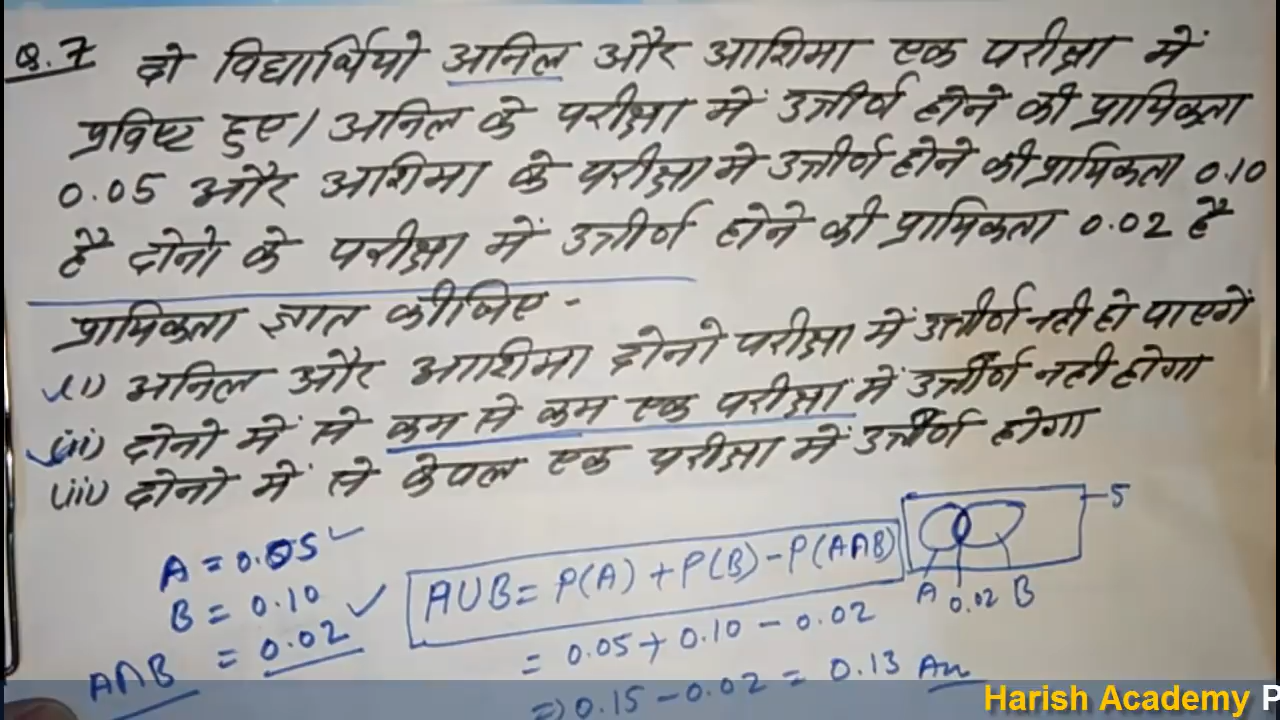 Q.7 दो विद्यार्थियो अनिल और आशिमा एक परीक्षा में
प्रविष्ट हुए। अनिल के परीक्षा में उत्तीर्ण होने की प्रायिकता
0.05 और आशिमा के परीक्षा मे उत्तीर्ण होने की प्रायिकता 0.10
है दोनो के परीक्षा में उत्तीर्ण होने की प्रायिकता 0.02 है
प्रायिकता ज्ञात कीजिए -
(i) अनिल और आशिमा दोनो परीक्षा में उत्तीर्ण नही हो पाएगें
(ii) दोनो में से कम से कम एक परीक्षा में उत्तीर्ण नही होगा
(iii) दोनो में से केवल एक परीक्षा में उत्तीर्ण होगा
A = 0.05
B = 0.10
A∩B = 0.02
AUB = P(A) + P(B) - P(A∩B)
= 0.05 + 0.10 - 0.02
=> 0.15 - 0.02 = 0.13 An
S
A 0.02 B
Harish Academy P